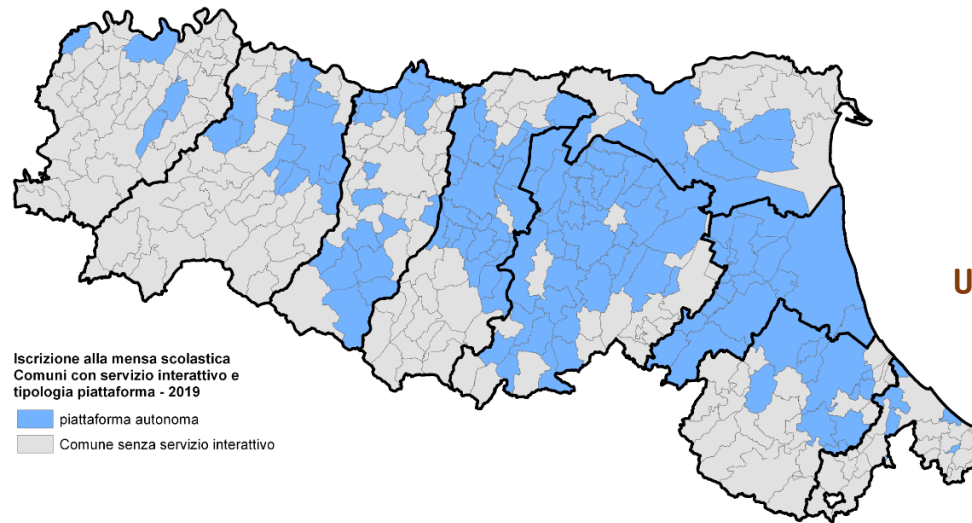 U
Iscrizione alla mensa scolastica
Comuni con servizio interattivo e
tipologia piattaforma - 2019
piattaforma autonoma
Comune senza servizio interattivo